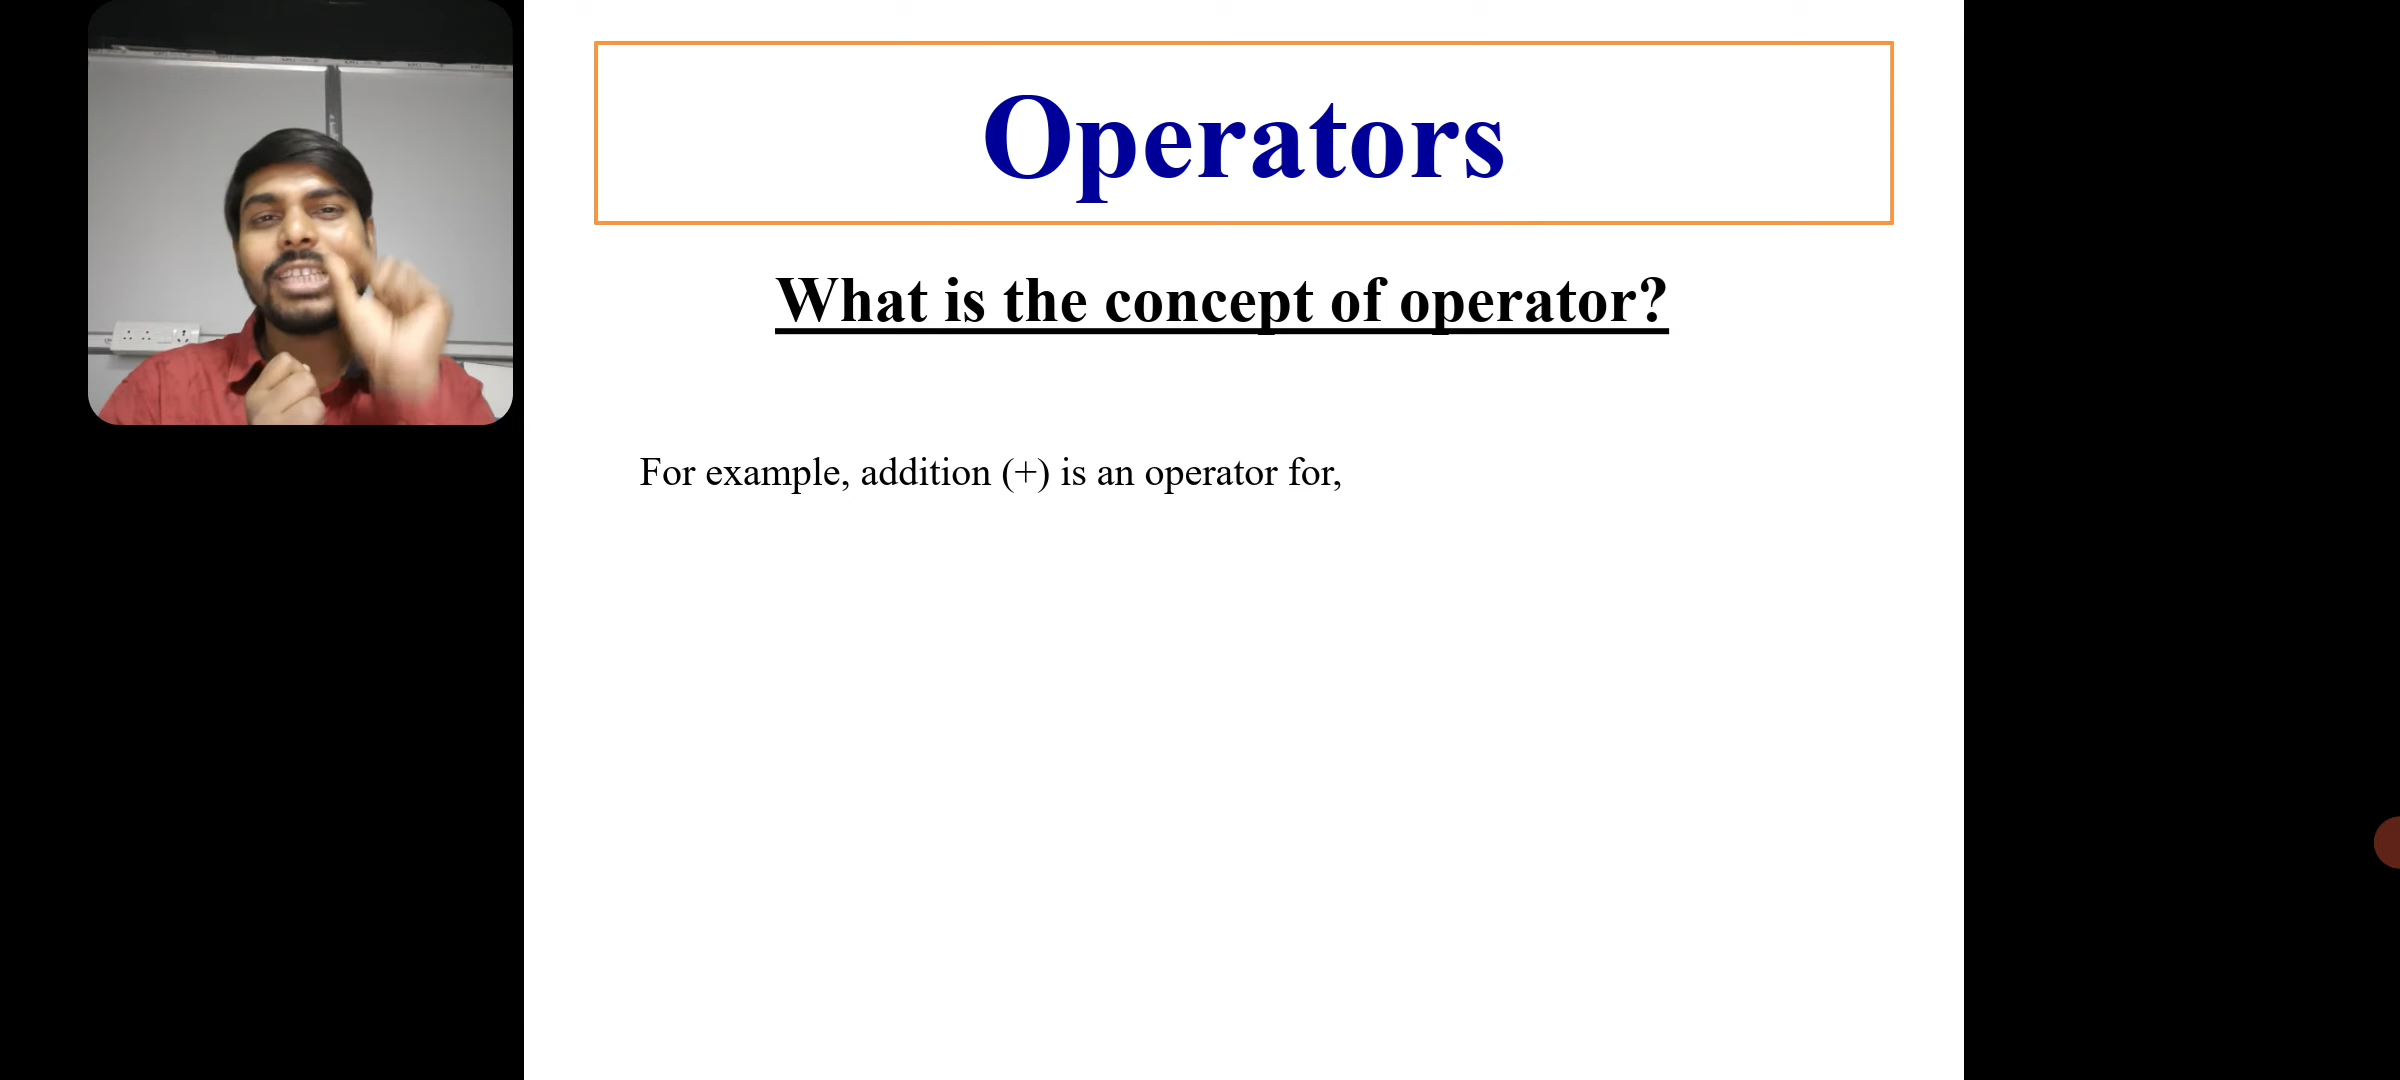 Operators
What is the concept of operator?
For example, addition (+) is an operator for,